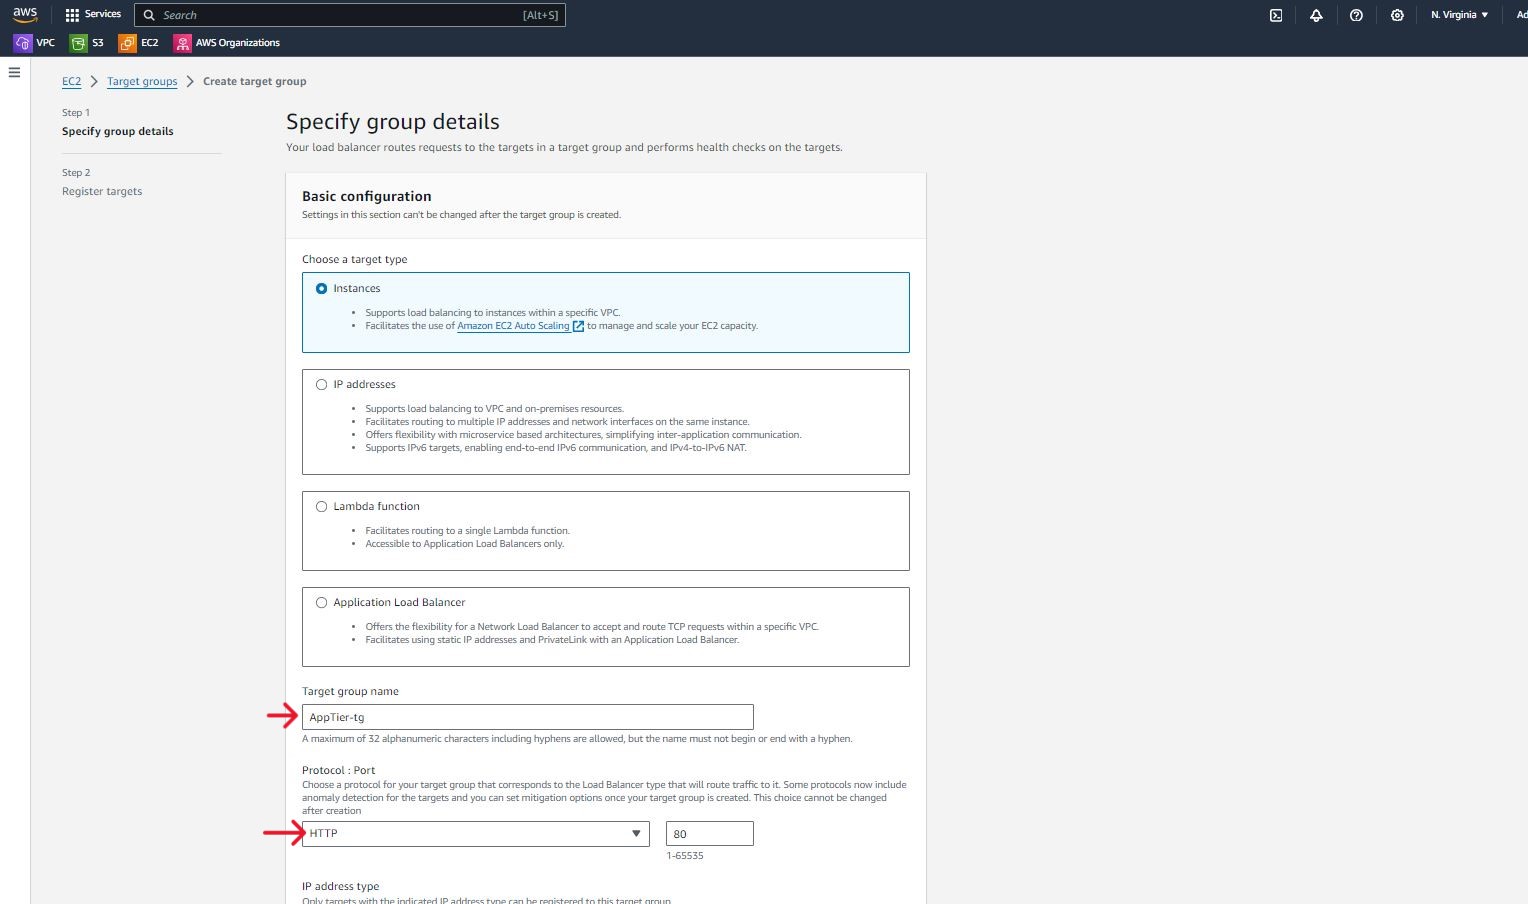 aws
Services
Search
[Alt+S]
N. Virginia
VPC
S3
EC2
AWS Organizations
EC2
Target groups
Create target group
Step 1
Specify group details
Step 2
Register targets
Specify group details
Your load balancer routes requests to the targets in a target group and performs health checks on the targets.
Basic configuration
Settings in this section can't be changed after the target group is created.
Choose a target type
Instances
Supports load balancing to instances within a specific VPC.
Facilitates the use of Amazon EC2 Auto Scaling to manage and scale your EC2 capacity.
IP addresses
Supports load balancing to VPC and on-premises resources.
Facilitates routing to multiple IP addresses and network interfaces on the same instance.
Offers flexibility with microservice based architectures, simplifying inter-application communication.
Supports IPv6 targets, enabling end-to-end IPv6 communication, and IPv4-to-IPv6 NAT.
Lambda function
Facilitates routing to a single Lambda function.
Accessible to Application Load Balancers only.
Application Load Balancer
Offers the flexibility for a Network Load Balancer to accept and route TCP requests within a specific VPC.
Facilitates using static IP addresses and PrivateLink with an Application Load Balancer.
Target group name
AppTier-tg
A maximum of 32 alphanumeric characters including hyphens are allowed, but the name must not begin or end with a hyphen.
Protocol : Port
Choose a protocol for your target group that corresponds to the Load Balancer type that will route traffic to it. Some protocols now include
anomaly detection for the targets and you can set mitigation options once your target group is created. This choice cannot be changed
after creation
HTTP
80
1-65535
IP address type
Only targets with the indicated IP address type can be registered to this target group.